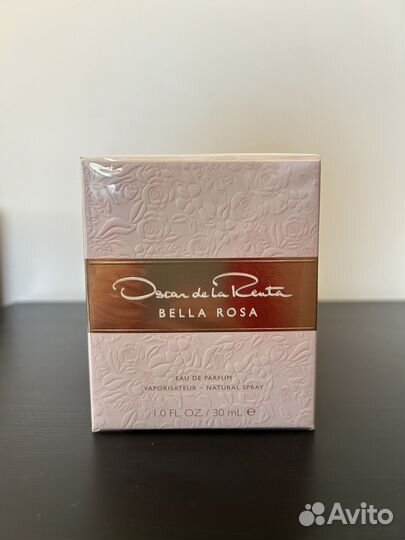 Oscar de la Renta
BELLA ROSA
EAU DE PARFUM
VAPORISATEUR - NATURAL SPRAY
1.0 FL. OZ. / 30 mL ℮
Avito